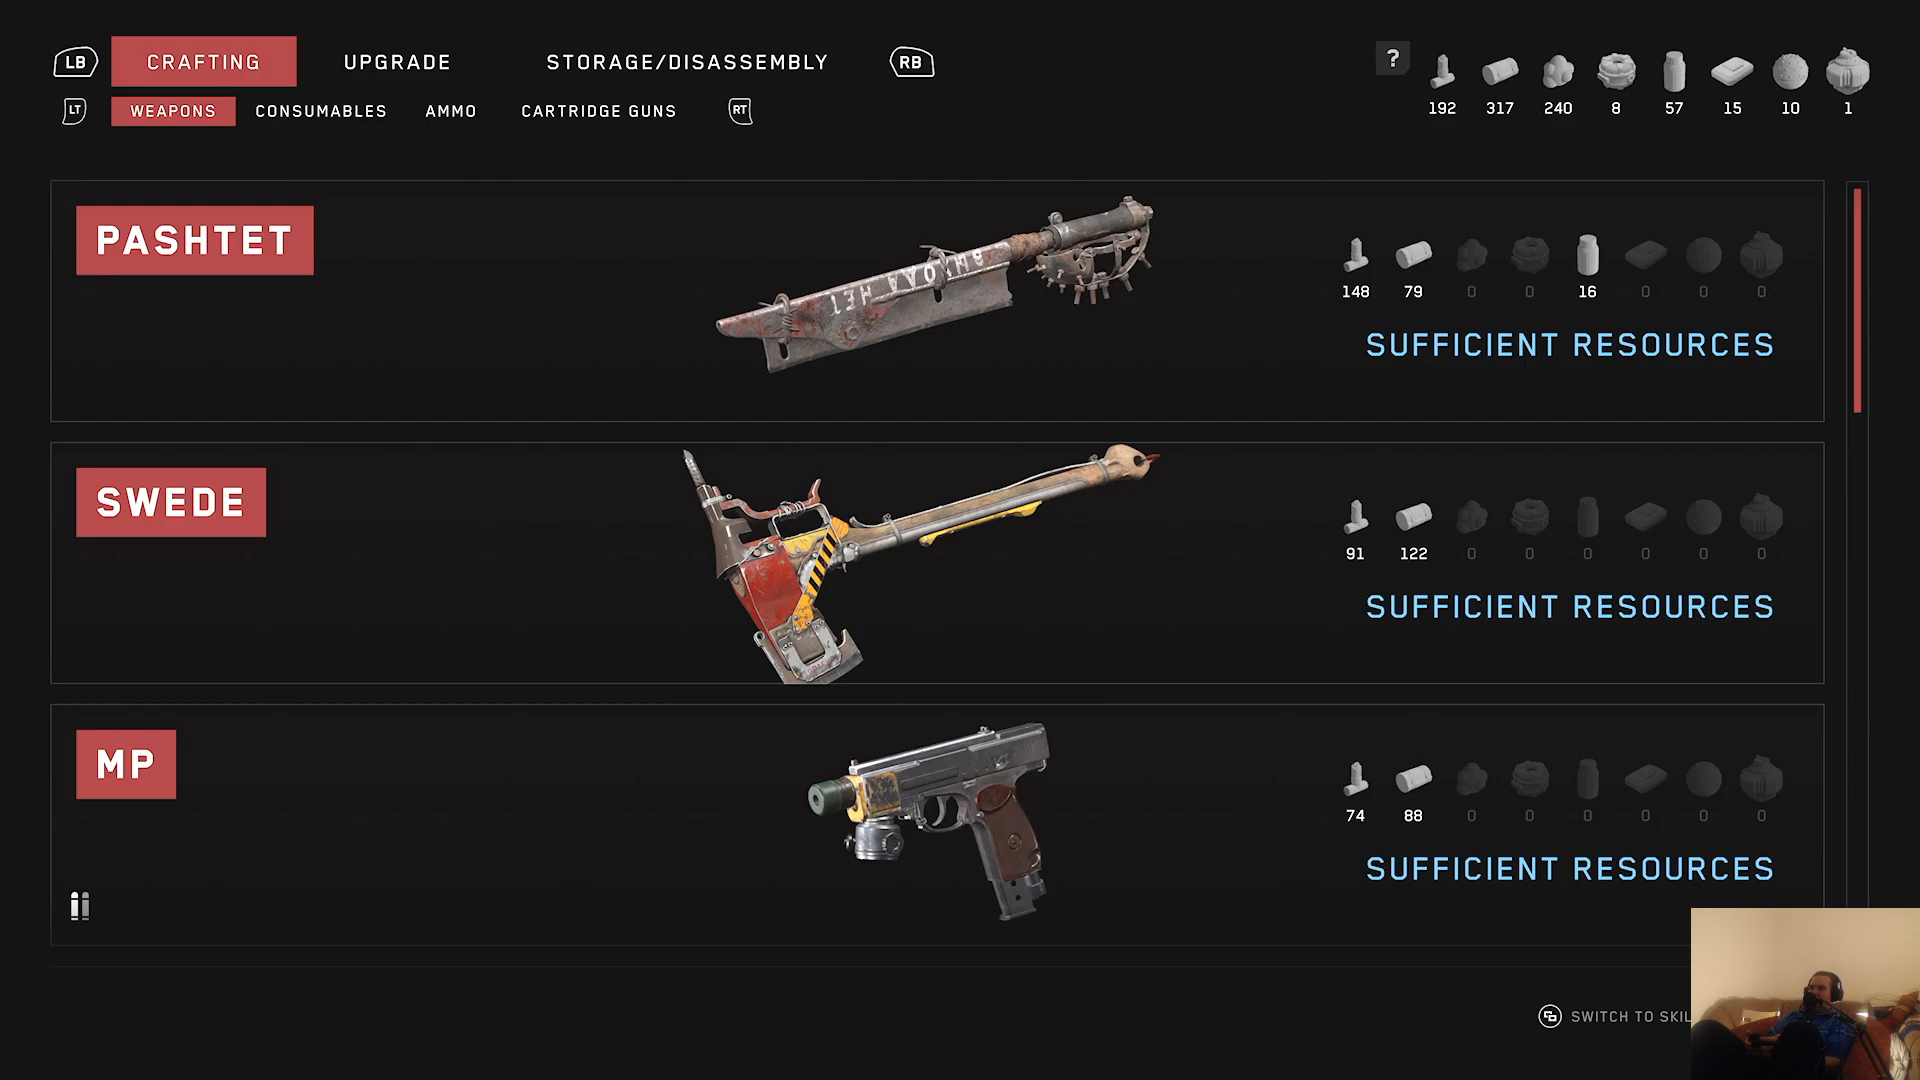 LB CRAFTING UPGRADE STORAGE/DISASSEMBLY RB
?
192 317 240 8 57 15 10 1
LT WEAPONS CONSUMABLES AMMO CARTRIDGE GUNS RT
PASHTET
148 79 0 0 16 0 0 0
SUFFICIENT RESOURCES
SWEDE
91 122 0 0 0 0 0 0
SUFFICIENT RESOURCES
MP
74 88 0 0 0 0 0 0
SUFFICIENT RESOURCES
SWITCH TO SKIL